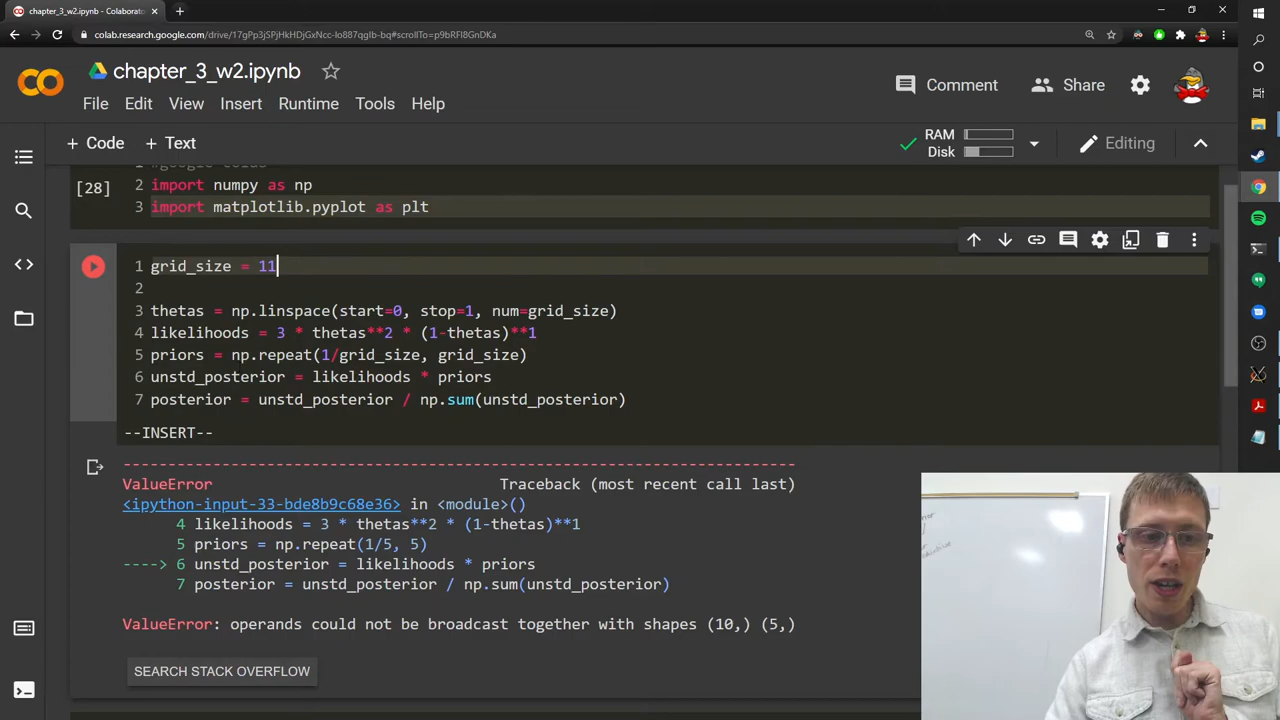 chapter_3_w2.ipynb - Colaborato
colab.research.google.com/drive/17gPp3jSPjHkHDjGxNcc-lo887qglb-bq#scrollTo=p9bRFI8GnDKa
chapter_3_w2.ipynb
Comment
Share
File Edit View Insert Runtime Tools Help
+ Code + Text
RAM
Disk
Editing
[28]
2 import numpy as np
3 import matplotlib.pyplot as plt
1 grid_size = 11
2
3 thetas = np.linspace(start=0, stop=1, num=grid_size)
4 likelihoods = 3 * thetas**2 * (1-thetas)**1
5 priors = np.repeat(1/grid_size, grid_size)
6 unstd_posterior = likelihoods * priors
7 posterior = unstd_posterior / np.sum(unstd_posterior)
--INSERT--
---------------------------------------------------------------------------
ValueError Traceback (most recent call last)
<ipython-input-33-bde8b9c68e36> in <module>()
4 likelihoods = 3 * thetas**2 * (1-thetas)**1
5 priors = np.repeat(1/5, 5)
----> 6 unstd_posterior = likelihoods * priors
7 posterior = unstd_posterior / np.sum(unstd_posterior)
ValueError: operands could not be broadcast together with shapes (10,) (5,)
SEARCH STACK OVERFLOW